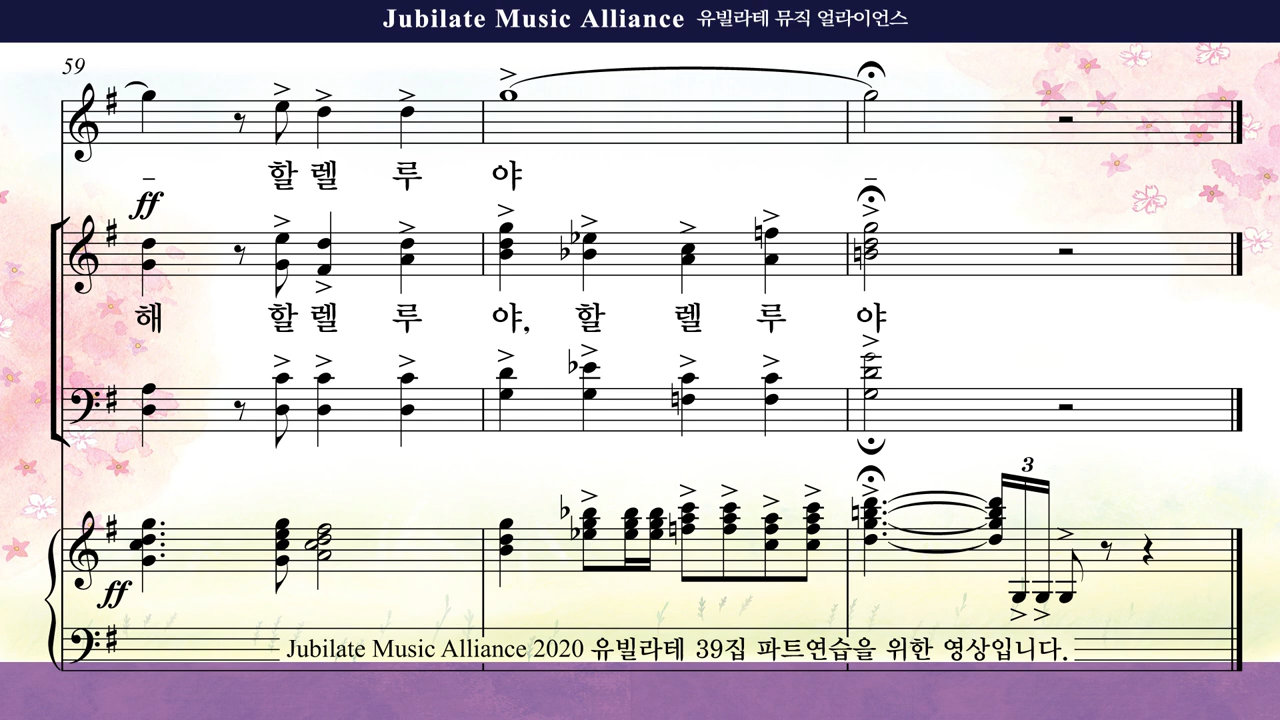 Jubilate Music Alliance 유빌라테 뮤직 얼라이언스
59
– 할 렐 루 야 –
ff
해 할 렐 루 야, 할 렐 루 야
3
ff
Jubilate Music Alliance 2020 유빌라테 39집 파트연습을 위한 영상입니다.